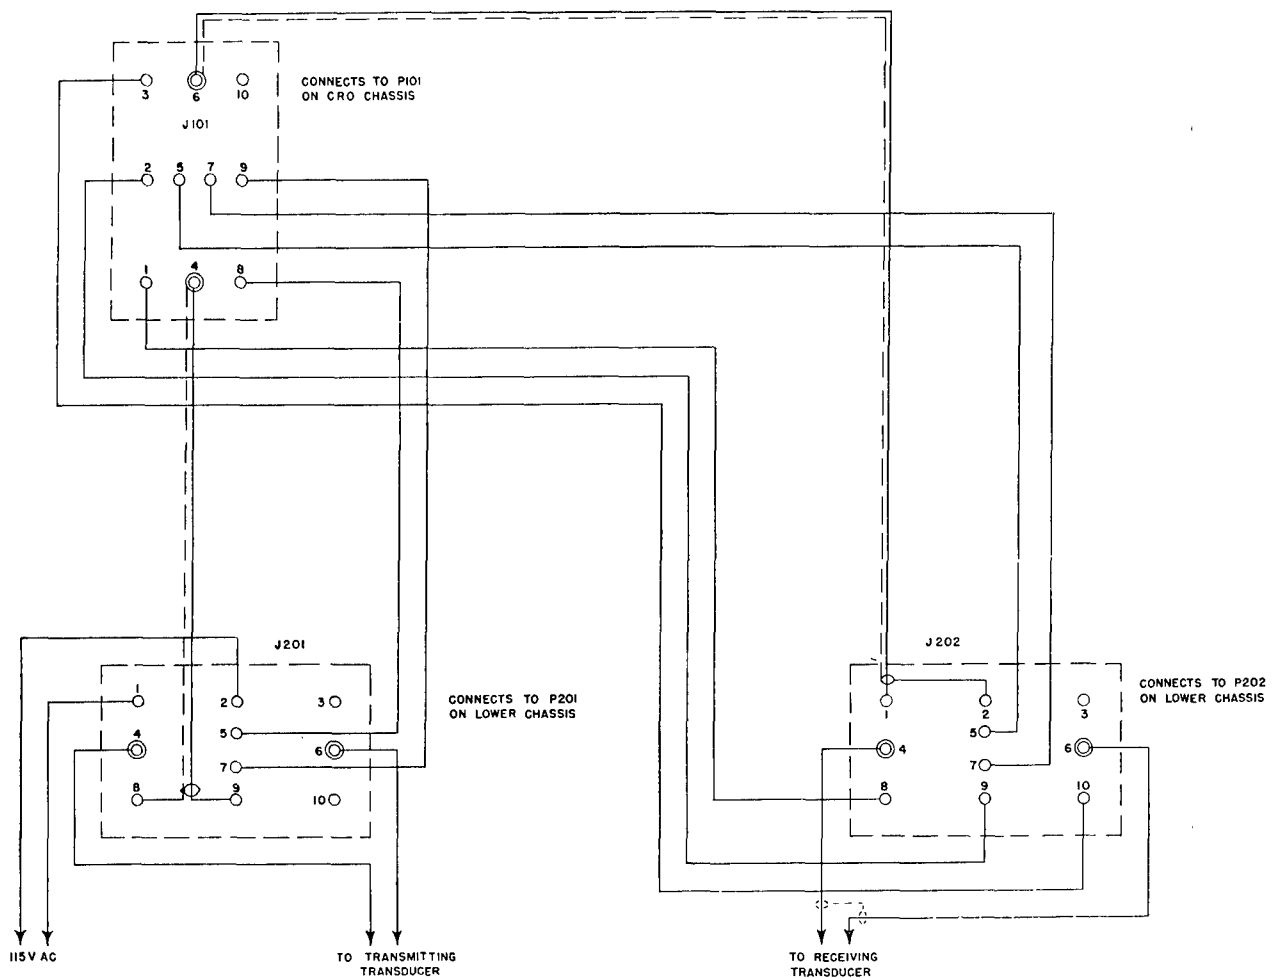 CONNECTS TO P101
ON CRO CHASSIS
3 6 10
J101
2 5 7 9
1 4 8
J201
CONNECTS TO P201
ON LOWER CHASSIS
1 2 3
4 5 6
7
8 9 10
J202
CONNECTS TO P202
ON LOWER CHASSIS
1 2 3
5
4 6
7
8 9 10
115V AC
TO TRANSMITTING
TRANSDUCER
TO RECEIVING
TRANSDUCER